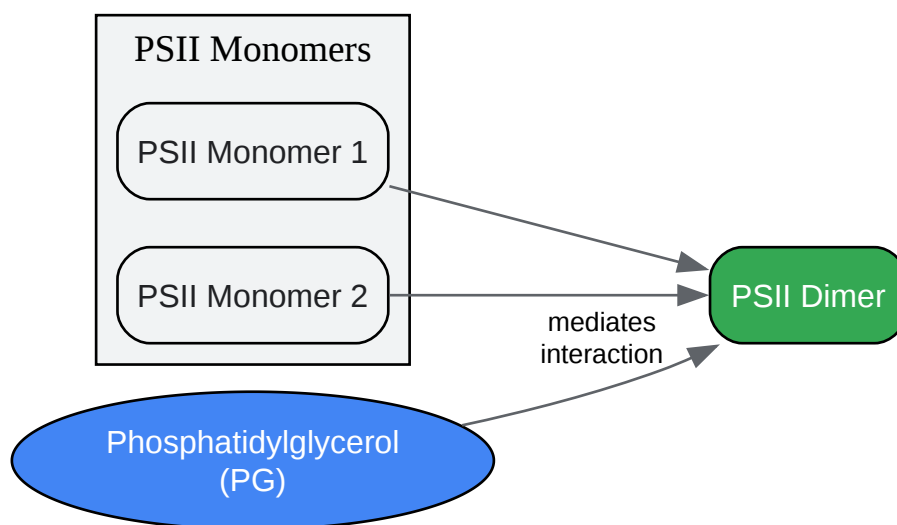 PSII Monomers
PSII Monomer 1
PSII Monomer 2
PSII Dimer
mediates
interaction
Phosphatidylglycerol
(PG)